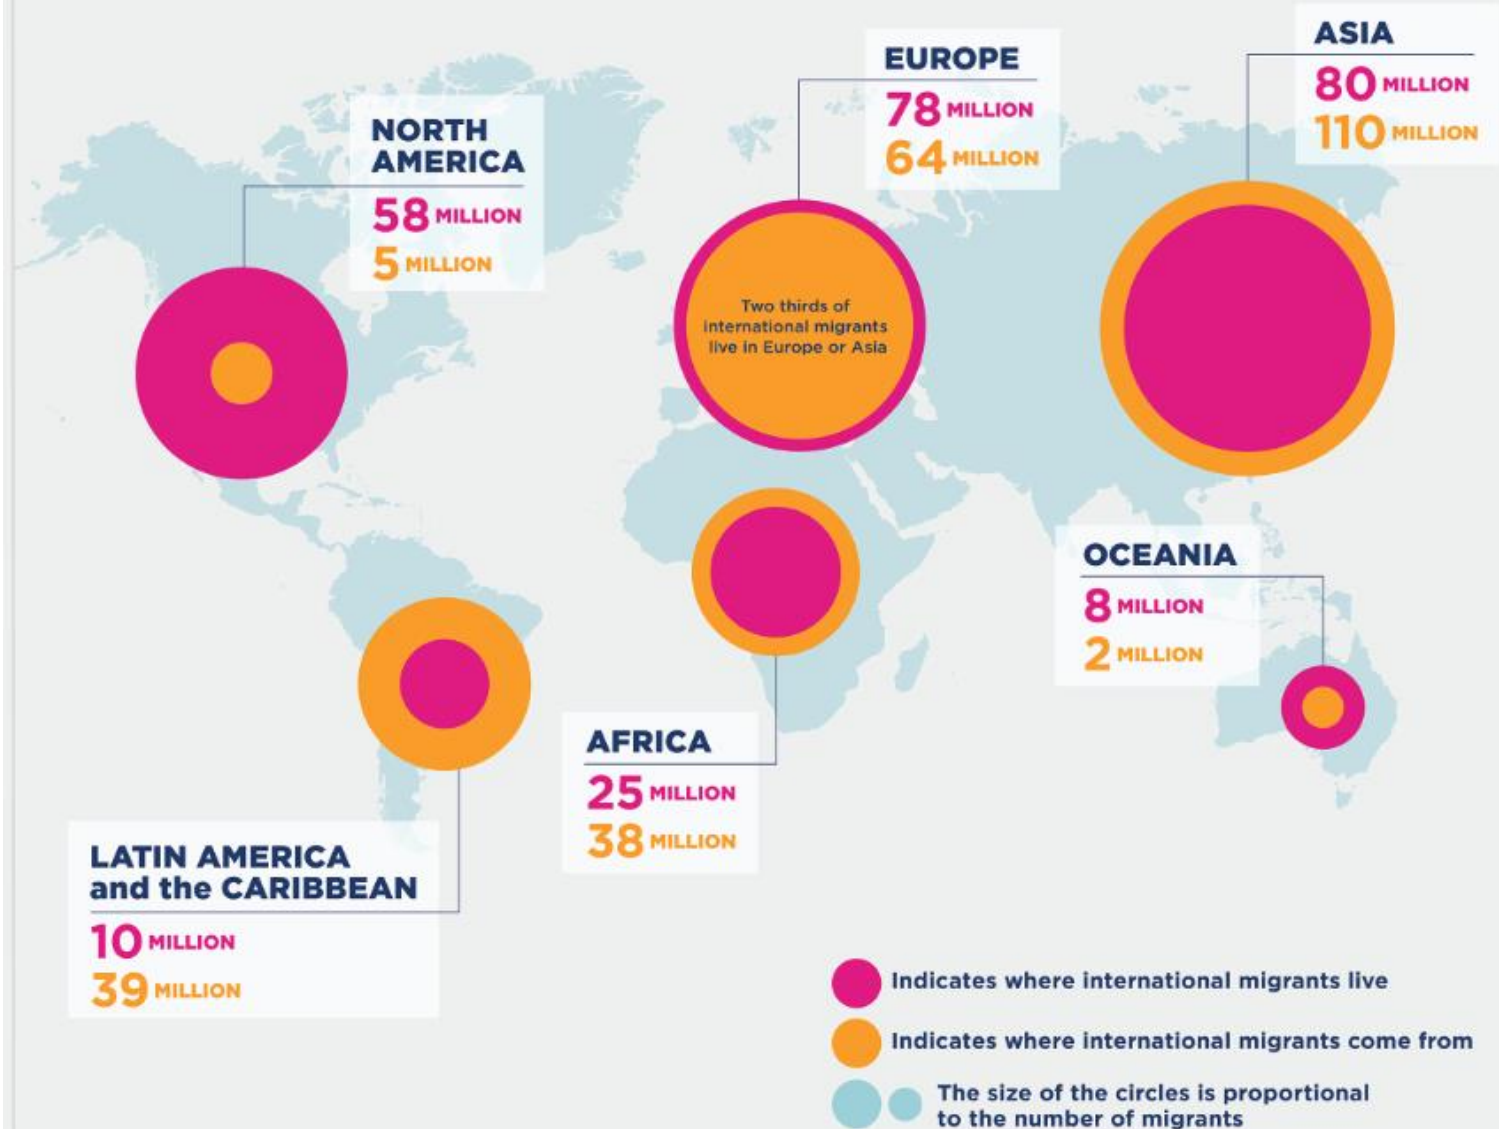 ASIA
80 MILLION
110 MILLION
EUROPE
78 MILLION
64 MILLION
NORTH
AMERICA
58 MILLION
5 MILLION
Two thirds of
international migrants
live in Europe or Asia
OCEANIA
8 MILLION
2 MILLION
AFRICA
25 MILLION
38 MILLION
LATIN AMERICA
and the CARIBBEAN
10 MILLION
39 MILLION
Indicates where international migrants live
Indicates where international migrants come from
The size of the circles is proportional
to the number of migrants